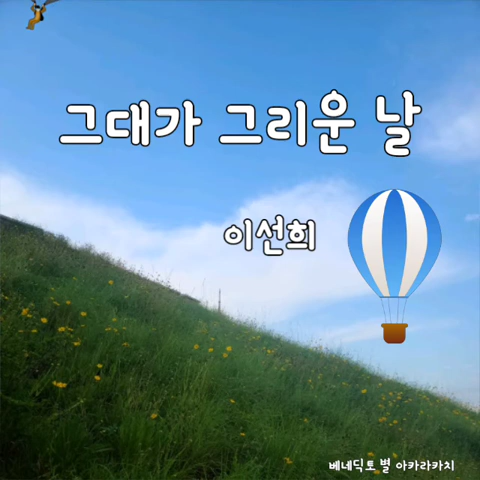 그대가 그리운 날
이선희
베네딕토 별 아카라카치